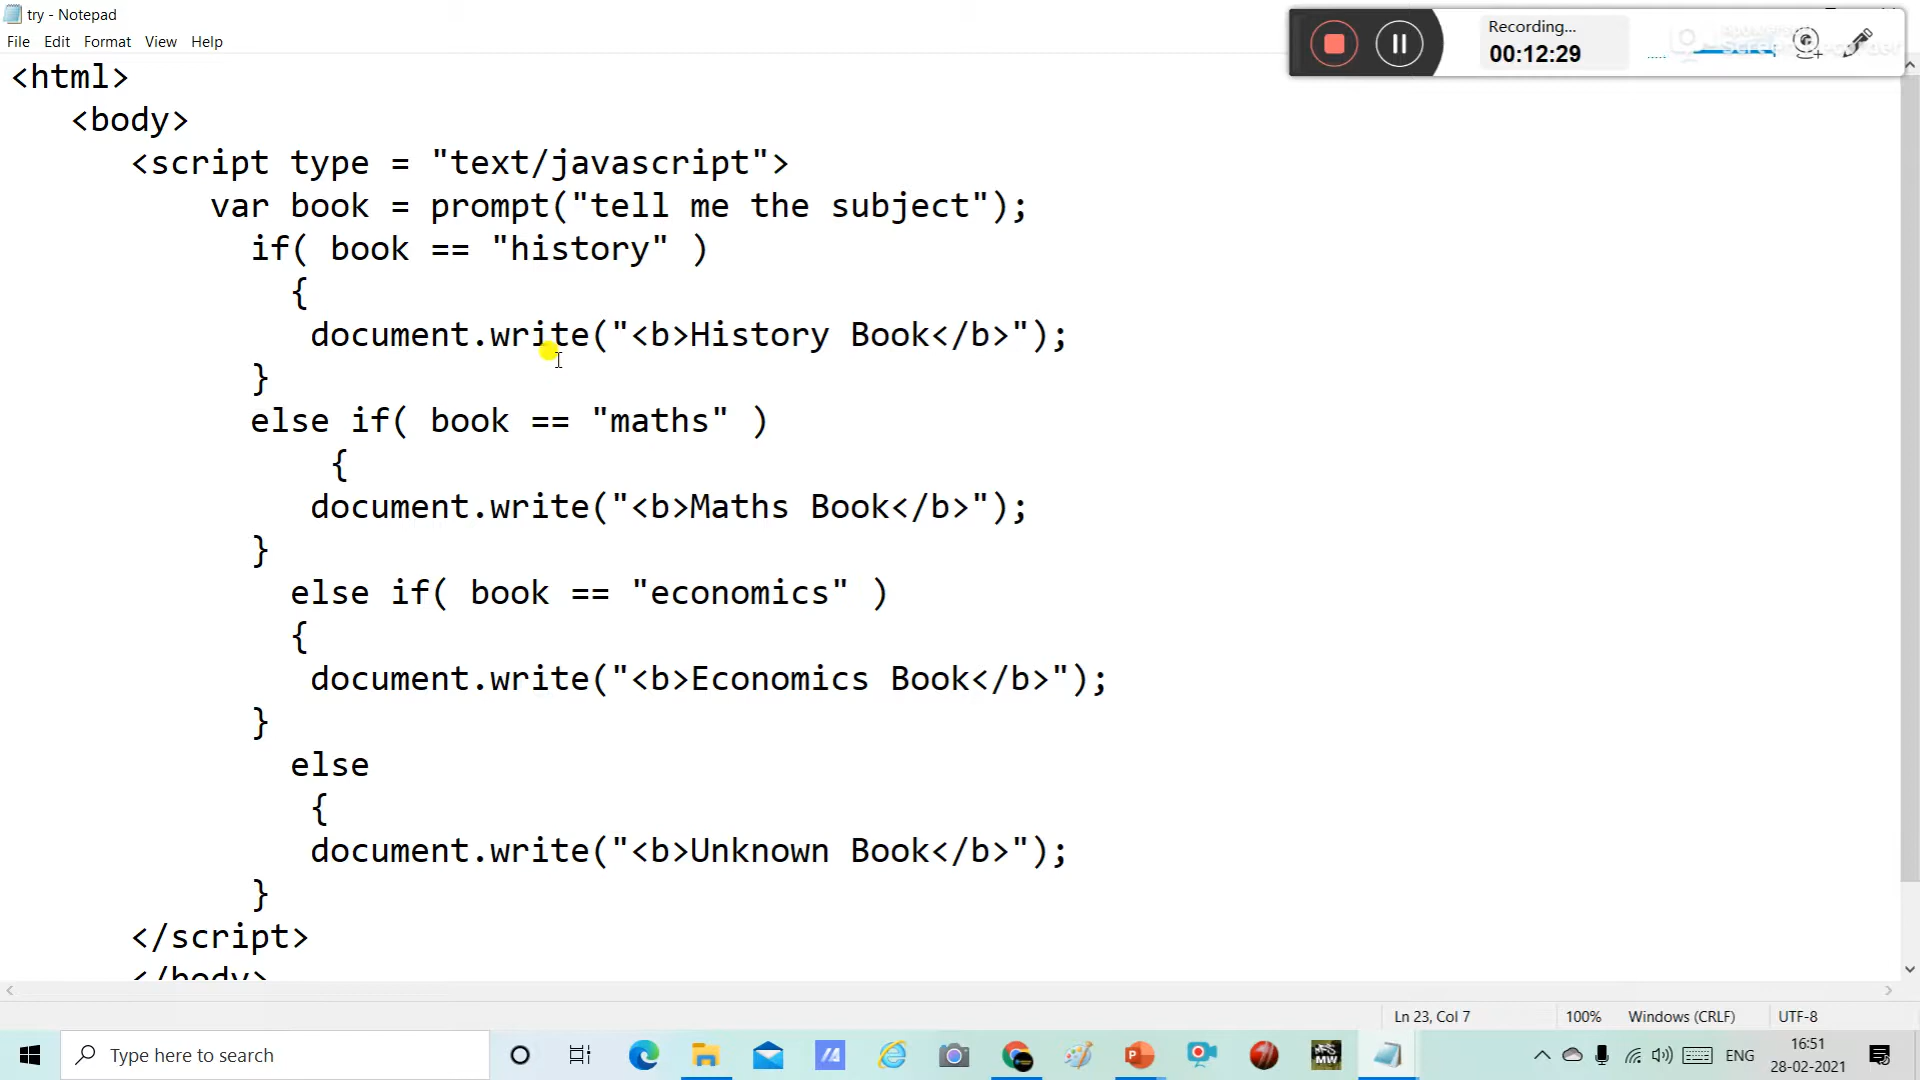 try - Notepad
File Edit Format View Help
Recording...
00:12:29
<html>
<body>
<script type = "text/javascript">
var book = prompt("tell me the subject");
if( book == "history" )
{
document.write("<b>History Book</b>");
}
else if( book == "maths" )
{
document.write("<b>Maths Book</b>");
}
else if( book == "economics" )
{
document.write("<b>Economics Book</b>");
}
else
{
document.write("<b>Unknown Book</b>");
}
</script>
</body>
Ln 23, Col 7 100% Windows (CRLF) UTF-8
Type here to search
ENG
16:51
28-02-2021